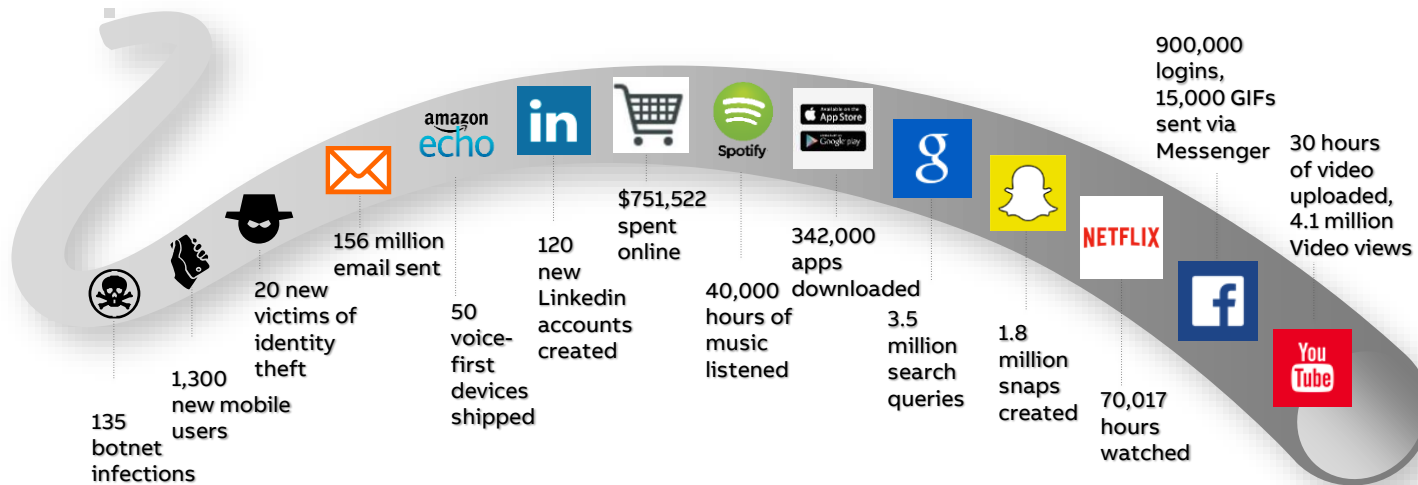 135
botnet
infections
1,300
new mobile
users
20 new
victims of
identity
theft
156 million
email sent
amazon
echo
50
voice-
first
devices
shipped
in
120
new
Linkedin
accounts
created
$751,522
spent
online
Spotify
40,000
hours of
music
listened
Available on the
App Store
Google play
342,000
apps
downloaded
g
3.5
million
search
queries
1.8
million
snaps
created
NETFLIX
70,017
hours
watched
900,000
logins,
15,000 GIFs
sent via
Messenger
f
30 hours
of video
uploaded,
4.1 million
Video views
You
Tube